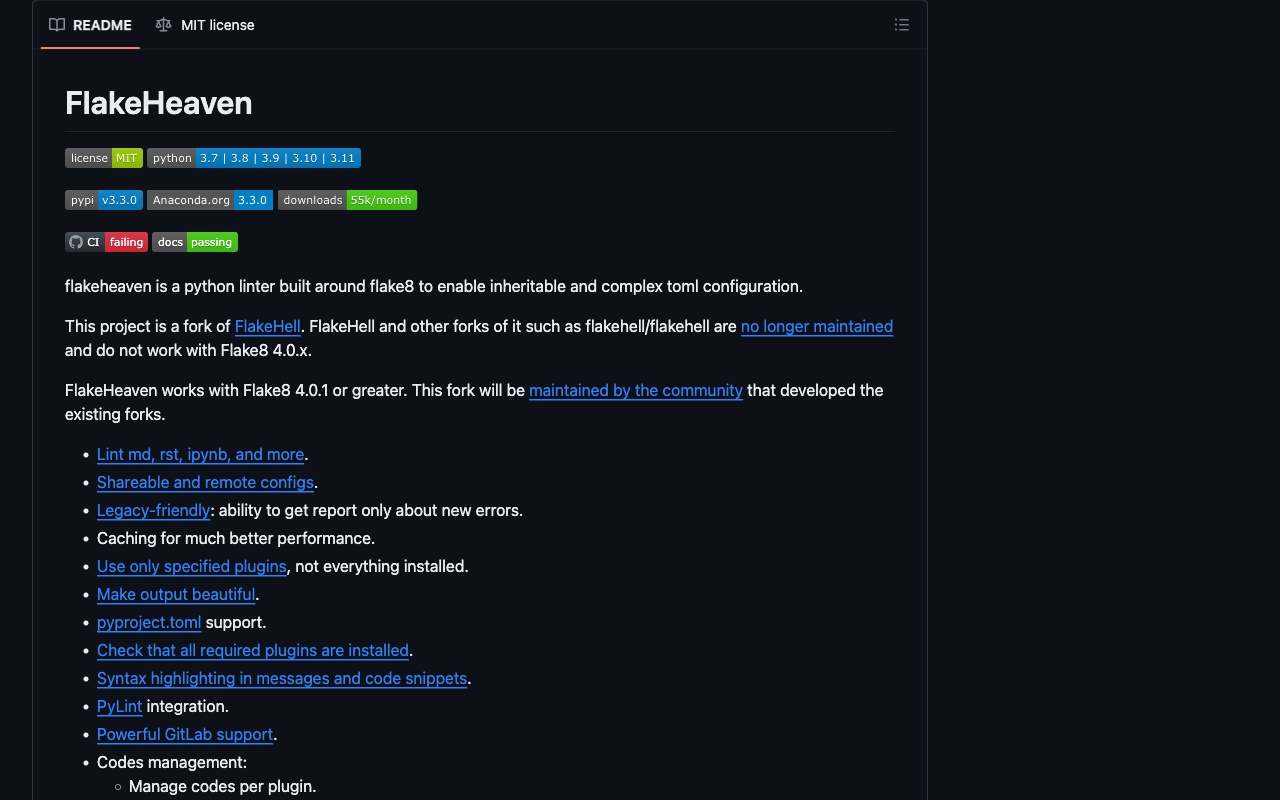 README MIT license
FlakeHeaven
license MIT python 3.7 | 3.8 | 3.9 | 3.10 | 3.11
pypi v3.3.0 Anaconda.org 3.3.0 downloads 55k/month
CI failing docs passing
flakeheaven is a python linter built around flake8 to enable inheritable and complex toml configuration.
This project is a fork of FlakeHell. FlakeHell and other forks of it such as flakehell/flakehell are no longer maintained
and do not work with Flake8 4.0.x.
FlakeHeaven works with Flake8 4.0.1 or greater. This fork will be maintained by the community that developed the
existing forks.
• Lint md, rst, ipynb, and more.
• Shareable and remote configs.
• Legacy-friendly: ability to get report only about new errors.
• Caching for much better performance.
• Use only specified plugins, not everything installed.
• Make output beautiful.
• pyproject.toml support.
• Check that all required plugins are installed.
• Syntax highlighting in messages and code snippets.
• PyLint integration.
• Powerful GitLab support.
• Codes management:
◦ Manage codes per plugin.